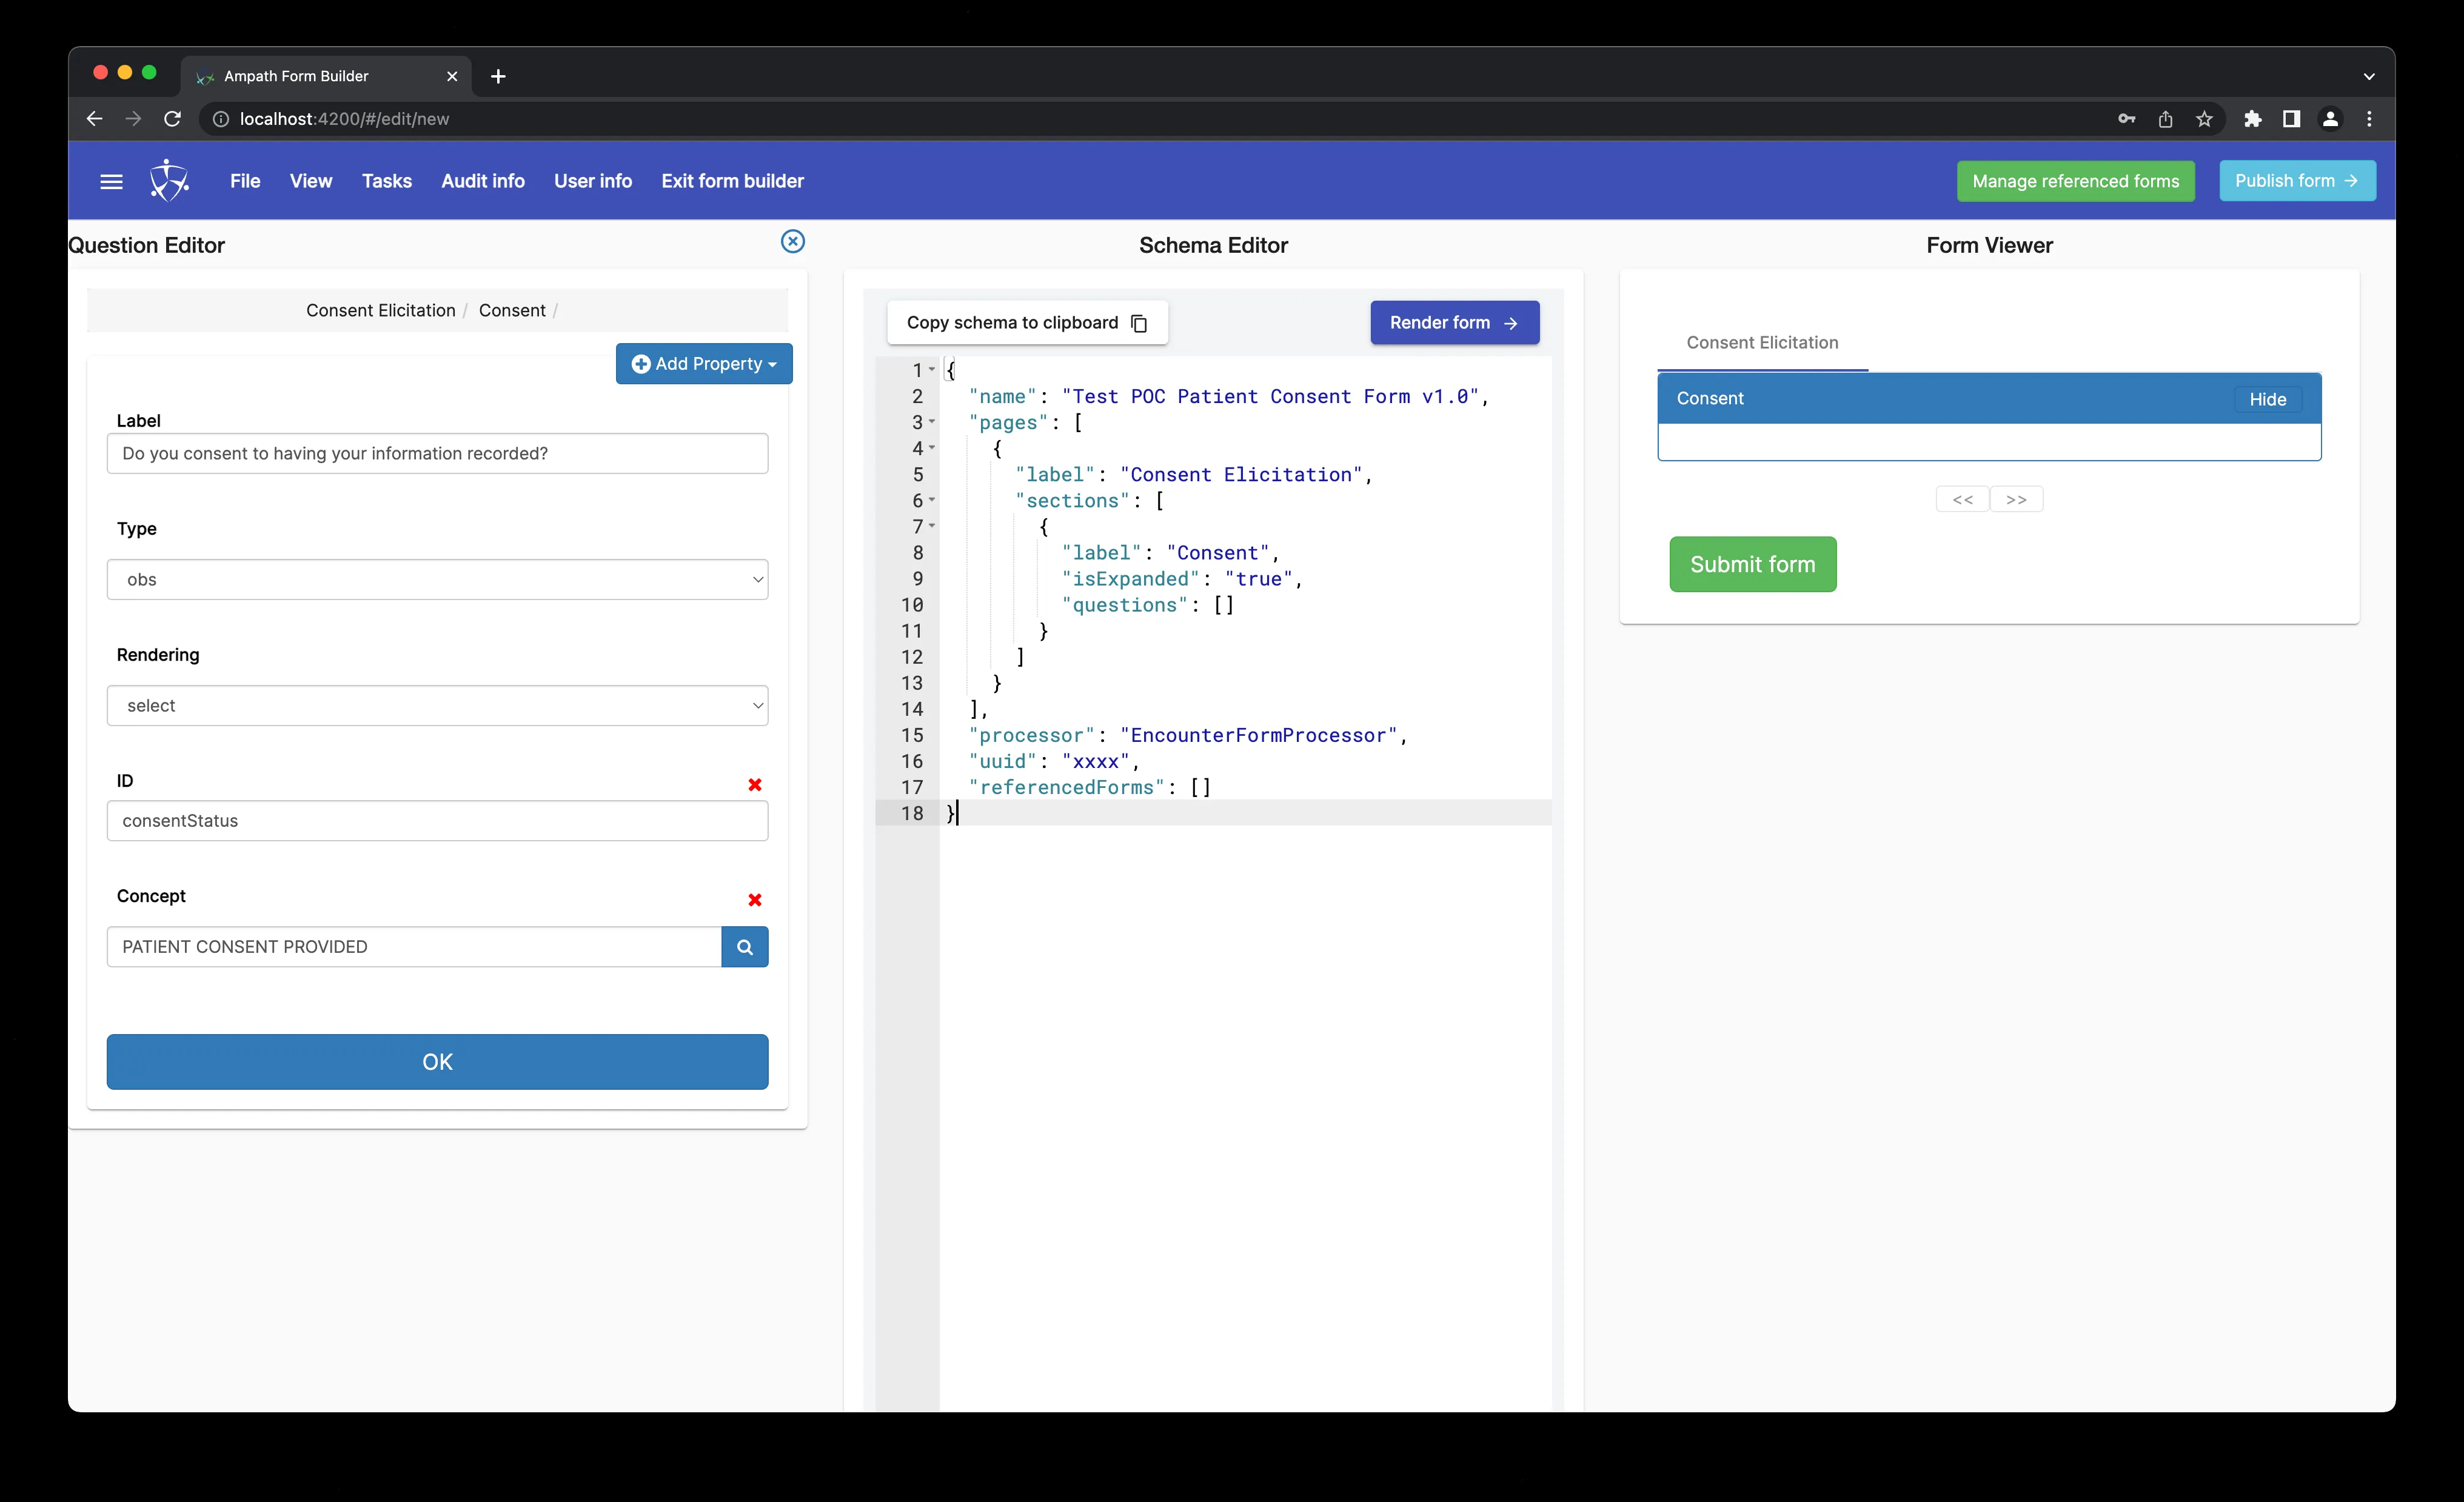 Ampath Form Builder
localhost:4200/#/edit/new
File View Tasks Audit info User info Exit form builder
Manage referenced forms
Publish form
Question Editor
Consent Elicitation / Consent /
Add Property
Label
Do you consent to having your information recorded?
Type
obs
Rendering
select
ID
consentStatus
Concept
PATIENT CONSENT PROVIDED
OK
Schema Editor
Copy schema to clipboard
Render form
1 {
2 "name": "Test POC Patient Consent Form v1.0",
3 "pages": [
4 {
5 "label": "Consent Elicitation",
6 "sections": [
7 {
8 "label": "Consent",
9 "isExpanded": "true",
10 "questions": []
11 }
12 ]
13 }
14 ],
15 "processor": "EncounterFormProcessor",
16 "uuid": "xxxx",
17 "referencedForms": []
18 }
Form Viewer
Consent Elicitation
Consent
Hide
<< >>
Submit form